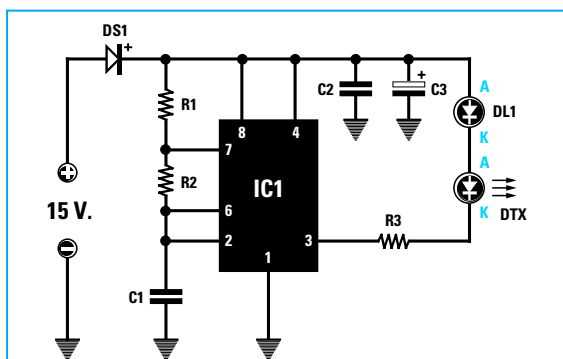 DS1
+
R1
C2
+
C3
A
DL1
K
8
4
7
R2
A
+
6
IC1
15 V.
K
DTX
R3
–
2
3
1
C1